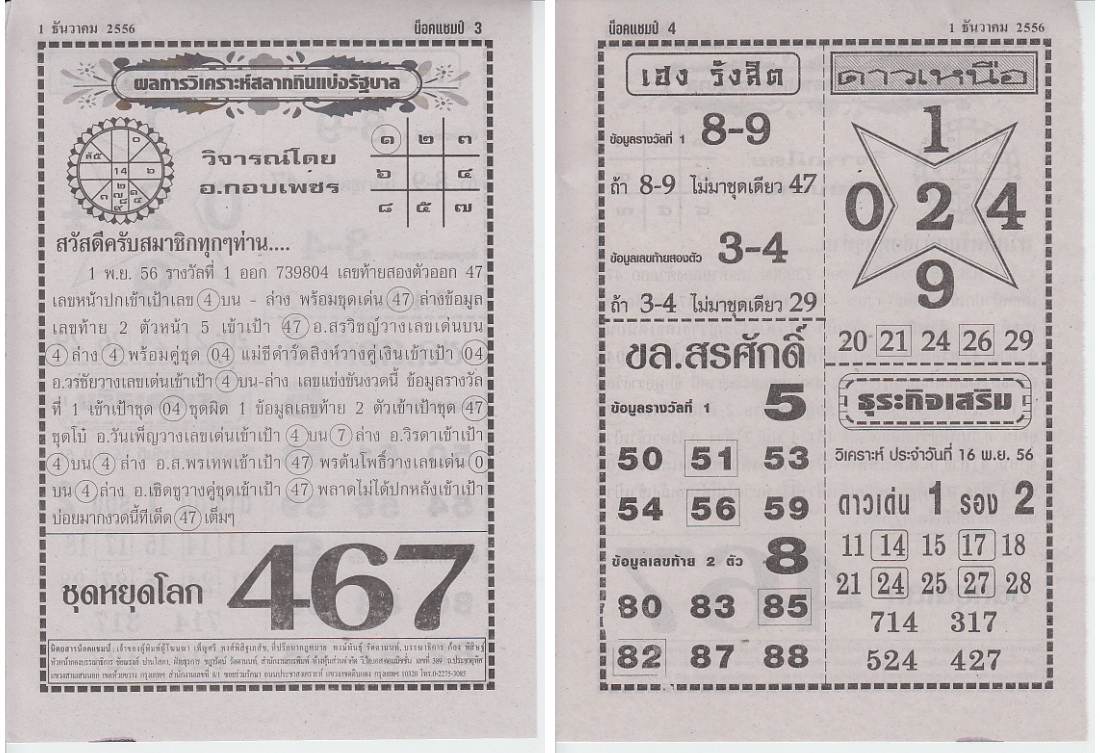 1 ธันวาคม 2556
น็อคแชมป์ 3
ผลการวิเคราะห์สลากกินแบ่งรัฐบาล
๐
๕
14 ๖
๑ ๒ ๓
๖ ๔
๘ ๕ ๗
วิจารณ์โดย
อ.กอบเพชร
สวัสดีครับสมาชิกทุกๆท่าน....
1 พ.ย. 56 รางวัลที่ 1 ออก 739804 เลขท้ายสองตัวออก 47
เลขหน้าปกเข้าเป้าเลข 4 บน - ล่าง พร้อมชุดเด่น 47 ล่างข้อมูล
เลขท้าย 2 ตัวหน้า 5 เข้าเป้า 47 อ.สรวิชญ์วางเลขเด่นบน
4 ล่าง 4 พร้อมคู่ชุด 04 แม่ชีดำวัดสิงห์วางคู่เงินเข้าเป้า 04
อ.วรชัยวางเลขเด่นเข้าเป้า 4 บน-ล่าง เลขแข่งขันงวดนี้ ข้อมูลรางวัล
ที่ 1 เข้าเป้าชุด 04 ชุดผิด 1 ข้อมูลเลขท้าย 2 ตัวเข้าเป้าชุด 47
ชุดโป๋ อ.วันเพ็ญวางเลขเด่นเข้าเป้า 4 บน 7 ล่าง อ.วิรดาเข้าเป้า
4 บน 4 ล่าง อ.ส.พรเทพเข้าเป้า 47 พรต้นโพธิ์วางเลขเด่น 0
บน 4 ล่าง อ.เชิดชูวางคู่ชุดเข้าเป้า 47 พลาดไม่ได้ปกหลังเข้าเป้า
บ่อยมากงวดนี้ทีเด็ด 47 เต็มๆ
ชุดหยุดโลก 467
น็อคแชมป์ 4
1 ธันวาคม 2556
เฮง รังสิต
ข้อมูลรางวัลที่ 1 8-9
ถ้า 8-9 ไม่มาชุดเดียว 47
ข้อมูลเลขท้ายสองตัว 3-4
ถ้า 3-4 ไม่มาชุดเดียว 29
ขล.สรศักดิ์
ข้อมูลรางวัลที่ 1 5
50 51 53
54 56 59
ข้อมูลเลขท้าย 2 ตัว 8
80 83 85
82 87 88
ดาวเหนือ
1
0 2 4
9
20 21 24 26 29
ธุระกิจเสริม
วิเคราะห์ ประจำวันที่ 16 พ.ย. 56
ดาวเด่น 1 รอง 2
11 14 15 17 18
21 24 25 27 28
714 317
524 427